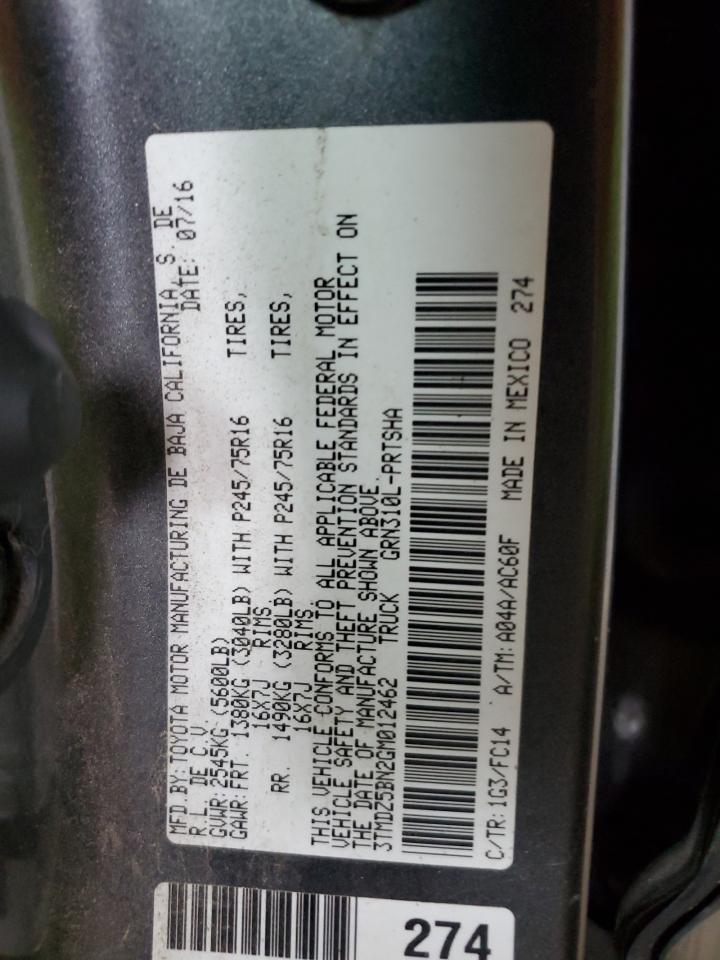 MFD.BY:TOYOTA MOTOR MANUFACTURING DE BAJA CALIFORNIA, S. DE
R.L. DE C.V. DATE: 07/16
GVWR:2545KG (5600LB)
GAWR:FRT. 1380KG (3040LB) WITH P245/75R16 TIRES,
16X7J RIMS,
RR. 1490KG (3280LB) WITH P245/75R16 TIRES,
16X7J RIMS
THIS VEHICLE CONFORMS TO ALL APPLICABLE FEDERAL MOTOR
VEHICLE SAFETY AND THEFT PREVENTION STANDARDS IN EFFECT ON
THE DATE OF MANUFACTURE SHOWN ABOVE.
3TMDZ5BN2GM012462 TRUCK GRN310L-PRTSHA
C/TR:1G3/FC14 A/TM:A04A/AC60F MADE IN MEXICO 274
274